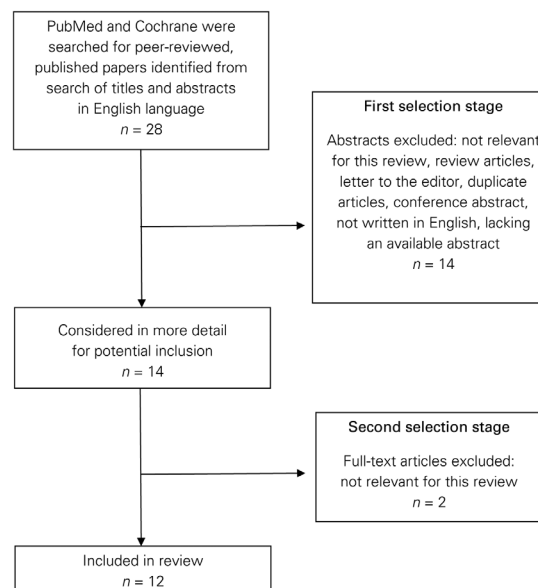 PubMed and Cochrane were
searched for peer-reviewed,
published papers identified from
search of titles and abstracts
in English language
n = 28
First selection stage
Abstracts excluded: not relevant
for this review, review articles,
letter to the editor, duplicate
articles, conference abstract,
not written in English, lacking
an available abstract
n = 14
Considered in more detail
for potential inclusion
n = 14
Second selection stage
Full-text articles excluded:
not relevant for this review
n = 2
Included in review
n = 12